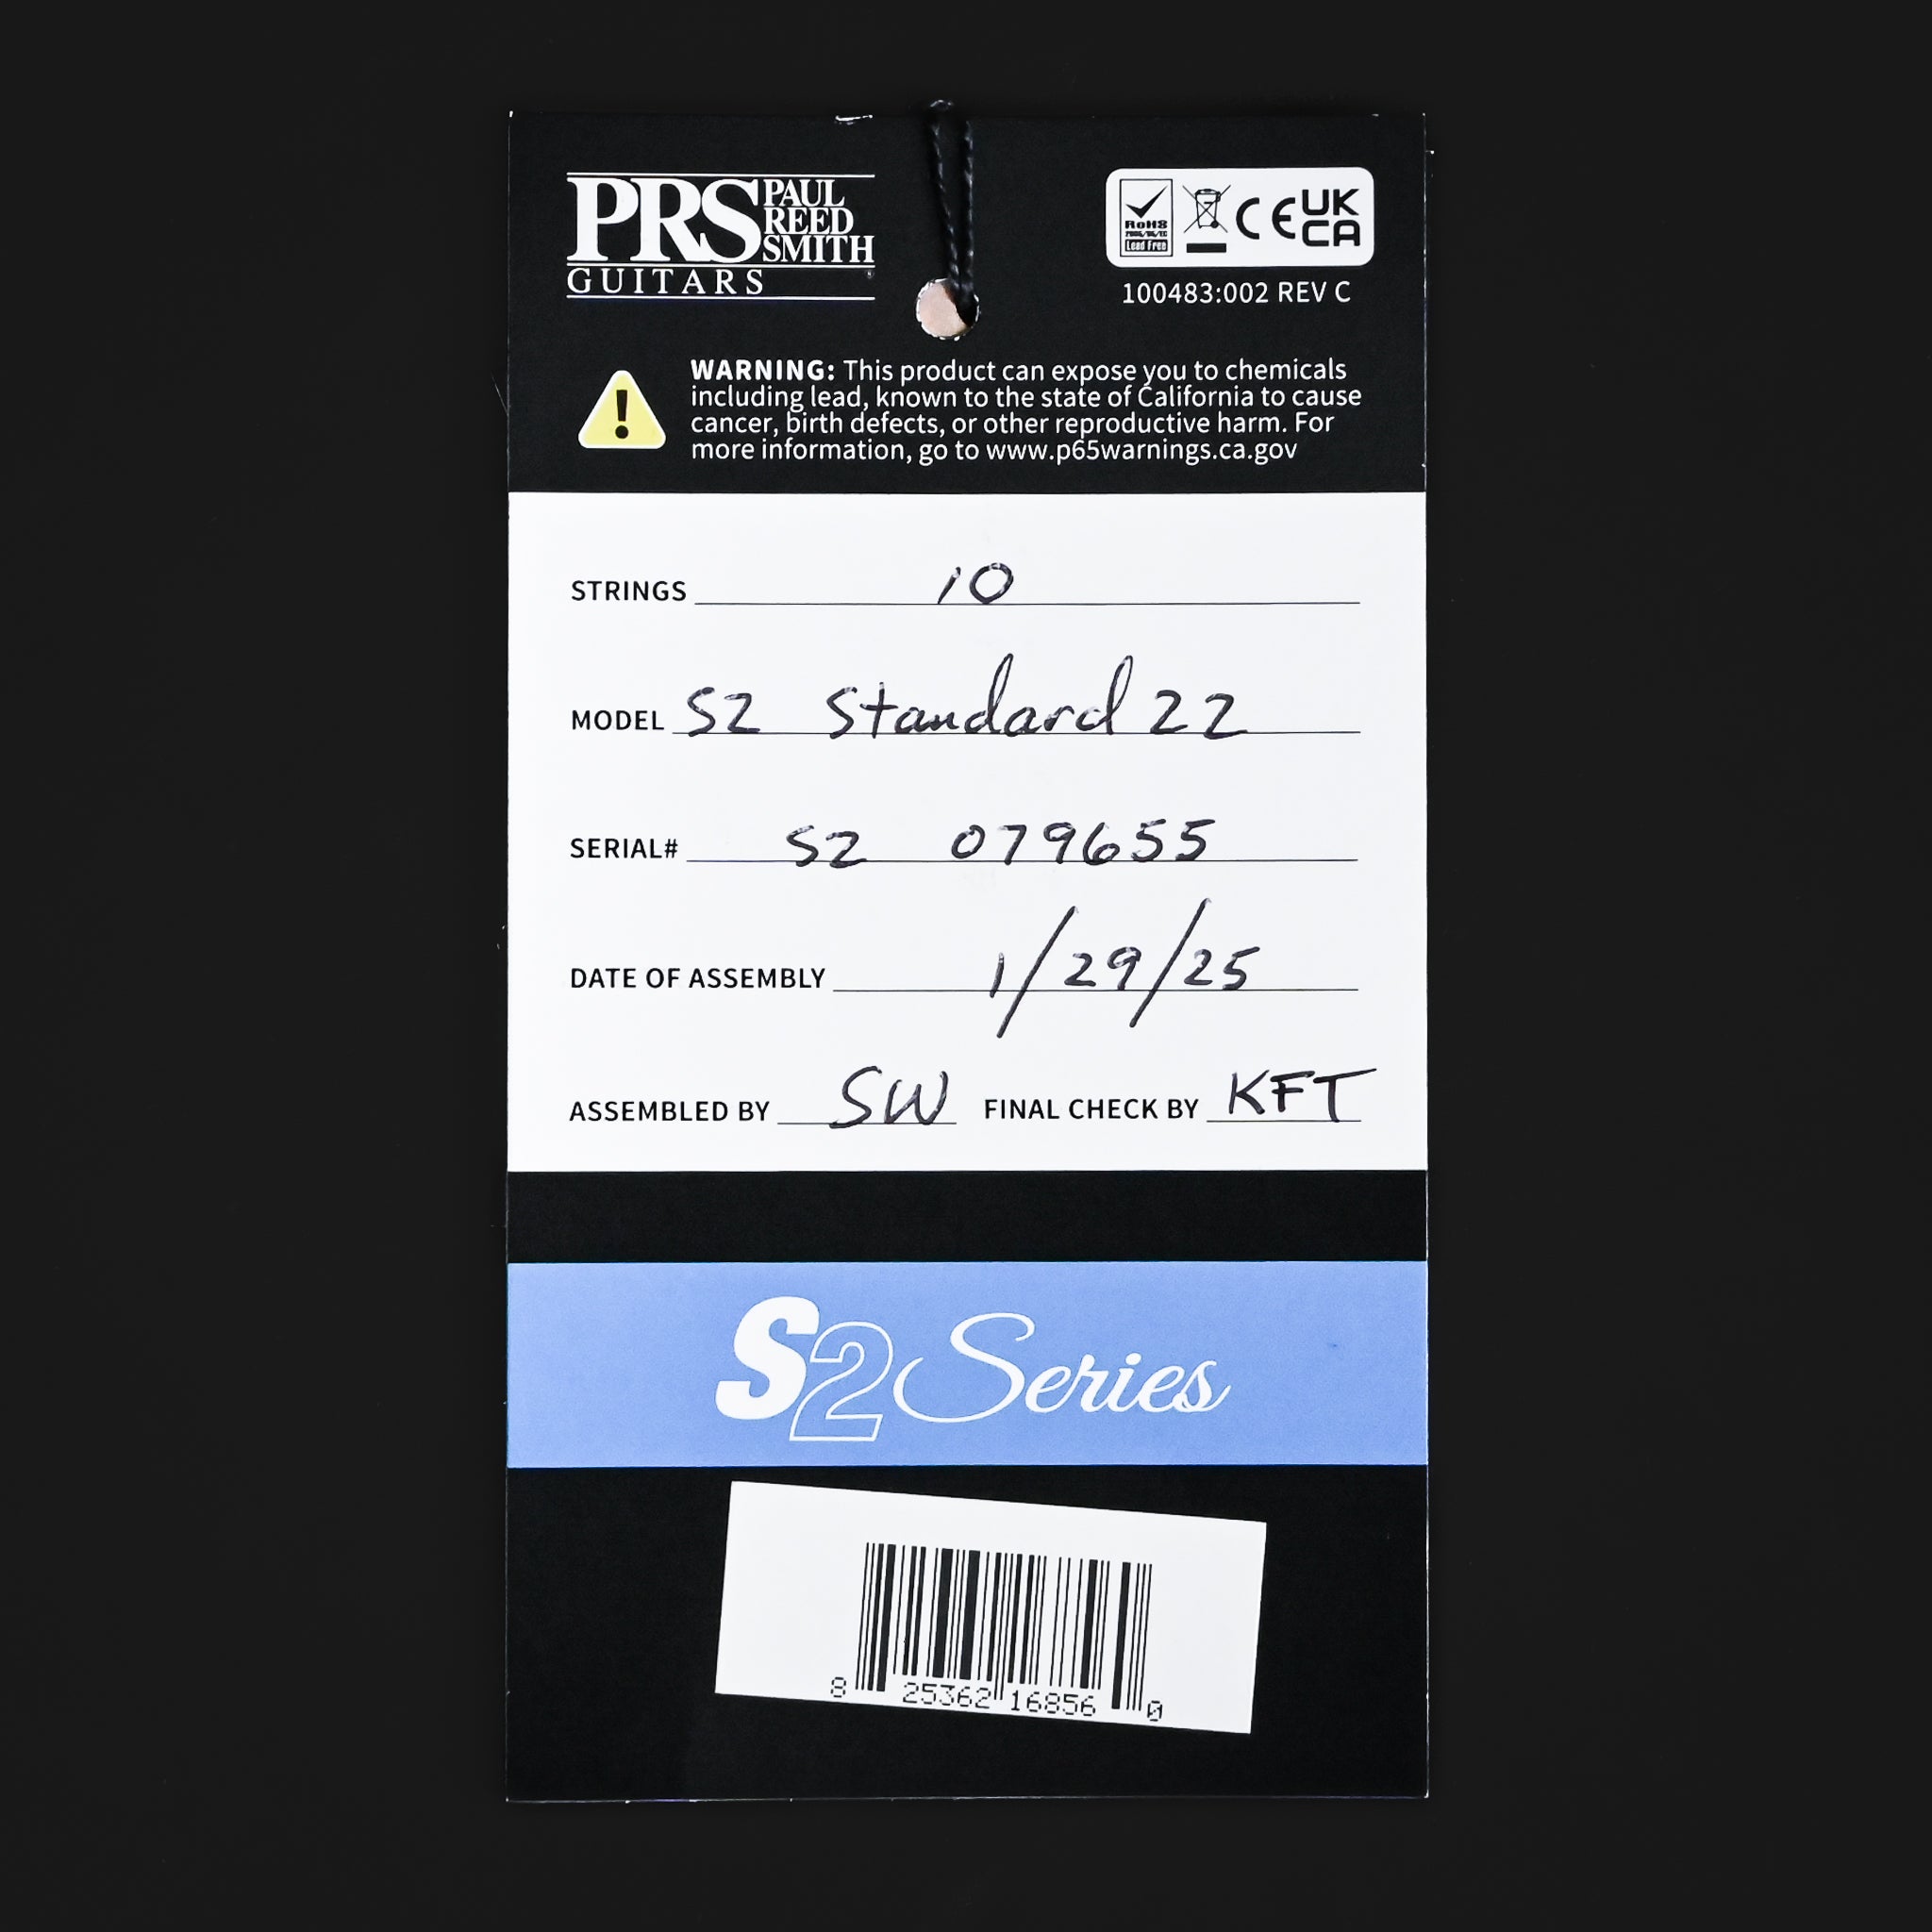 PRS PAUL REED SMITH
GUITARS
RoHS
2006/95/EC
Lead Free
CE UK CA
100483:002 REV C
WARNING: This product can expose you to chemicals
including lead, known to the state of California to cause
cancer, birth defects, or other reproductive harm. For
more information, go to www.p65warnings.ca.gov
STRINGS 10
MODEL S2 Standard 22
SERIAL# S2 079655
DATE OF ASSEMBLY 1/29/25
ASSEMBLED BY SW FINAL CHECK BY KFT
S2 Series
8 25362 16856 0